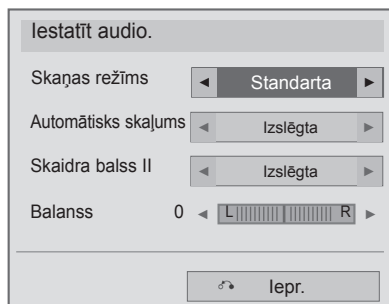 Iestatīt audio.
Skaņas režīms ◄ Standarta ►
Automātisks skaļums ◄ Izslēgta ►
Skaidra balss II ◄ Izslēgta ►
Balanss 0 ◄ L R ►
Iepr.